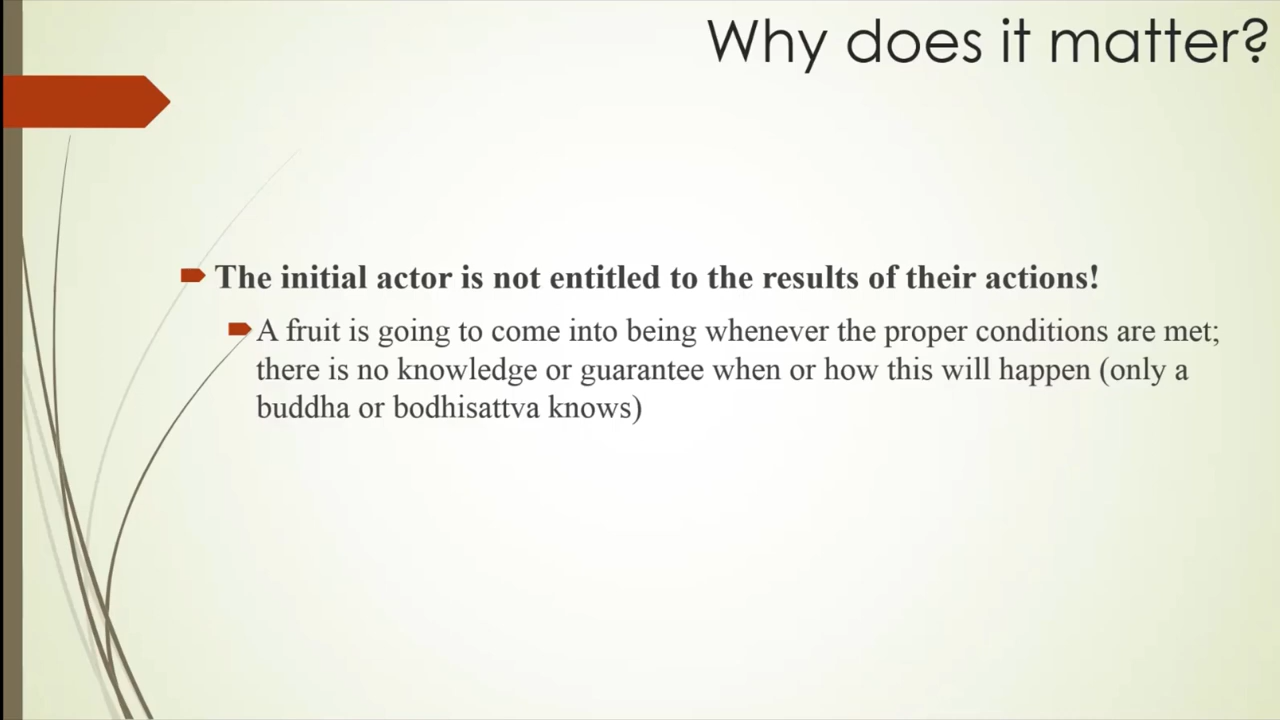 Why does it matter?
The initial actor is not entitled to the results of their actions!
A fruit is going to come into being whenever the proper conditions are met;
there is no knowledge or guarantee when or how this will happen (only a
buddha or bodhisattva knows)